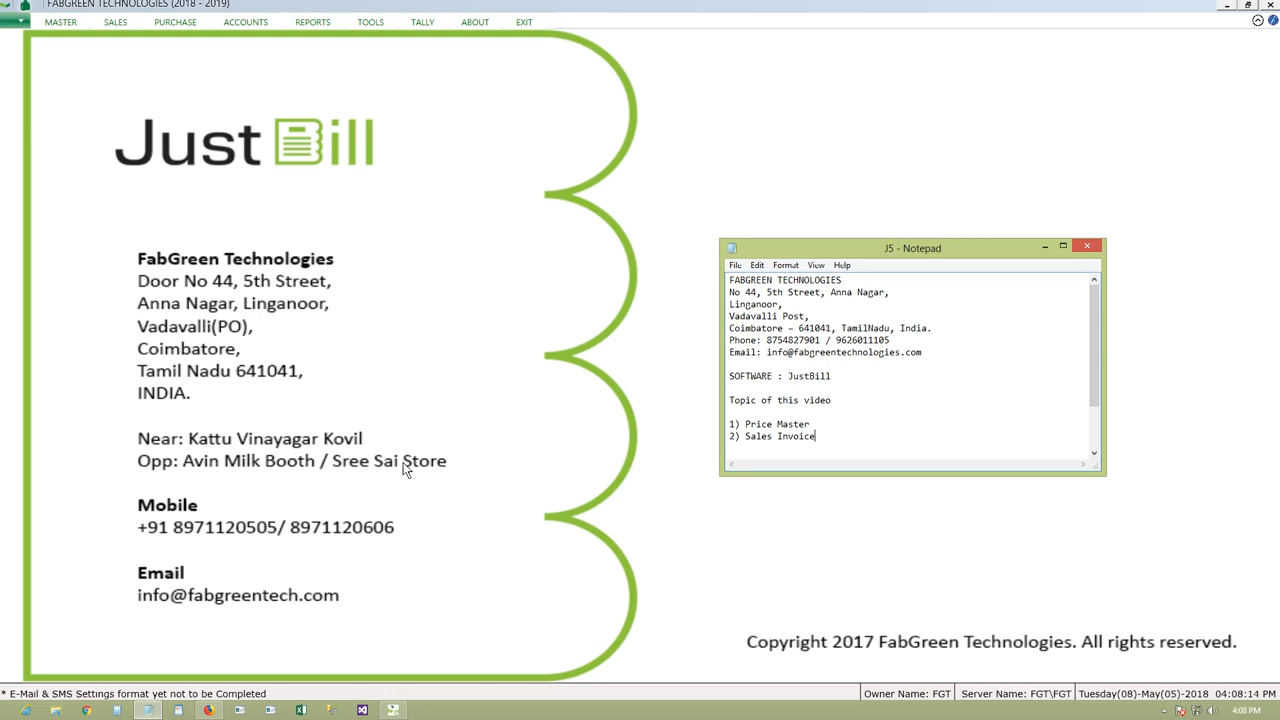 FABGREEN TECHNOLOGIES (2018 - 2019)
MASTER SALES PURCHASE ACCOUNTS REPORTS TOOLS TALLY ABOUT EXIT
Just Bill
FabGreen Technologies
Door No 44, 5th Street,
Anna Nagar, Linganoor,
Vadavalli(PO),
Coimbatore,
Tamil Nadu 641041,
INDIA.
Near: Kattu Vinayagar Kovil
Opp: Avin Milk Booth / Sree Sai Store
Mobile
+91 8971120505/ 8971120606
Email
info@fabgreentech.com
J5 - Notepad
File Edit Format View Help
FABGREEN TECHNOLOGIES
No 44, 5th Street, Anna Nagar,
Linganoor,
Vadavalli Post,
Coimbatore – 641041, TamilNadu, India.
Phone: 8754827901 / 9626011105
Email: info@fabgreentechnologies.com
SOFTWARE : JustBill
Topic of this video
1) Price Master
2) Sales Invoice
Copyright 2017 FabGreen Technologies. All rights reserved.
* E-Mail & SMS Settings format yet not to be Completed
Owner Name: FGT Server Name: FGT\FGT Tuesday(08)-May(05)-2018 04:08:14 PM
4:08 PM